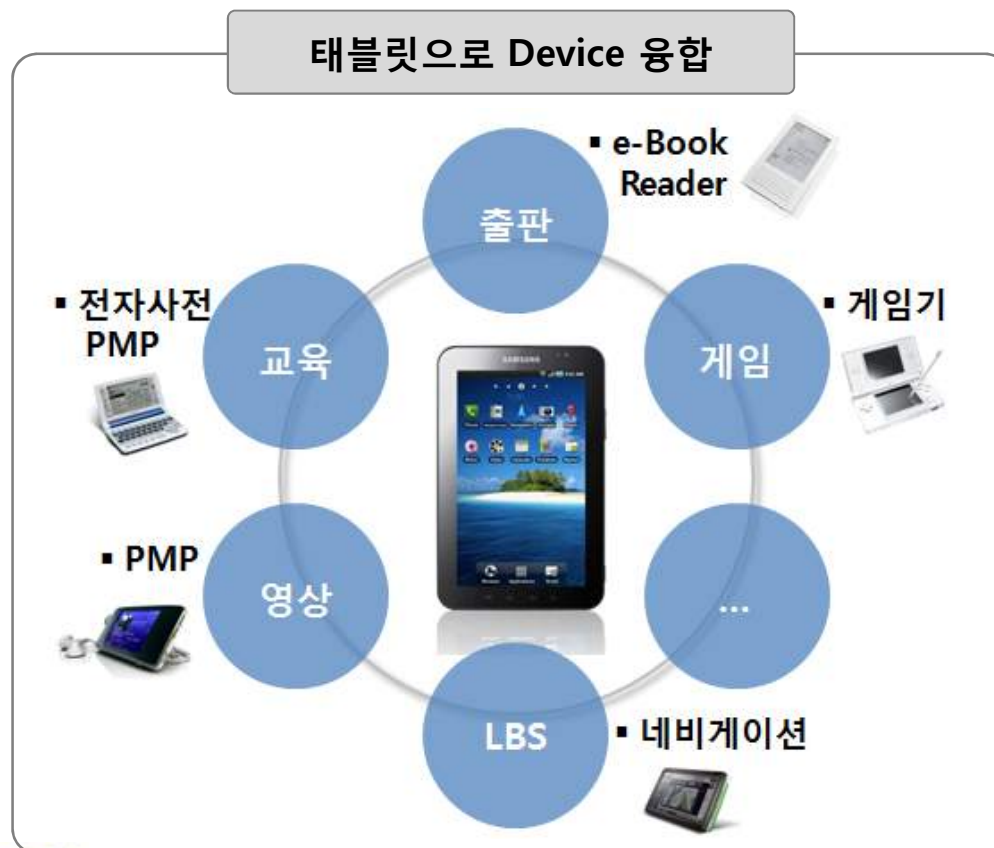 태블릿으로 Device 융합
▪ e-Book
Reader
출판
▪ 전자사전
PMP
교육
게임
▪ 게임기
SAMSUNG
▪ PMP
영상
...
LBS
▪ 네비게이션